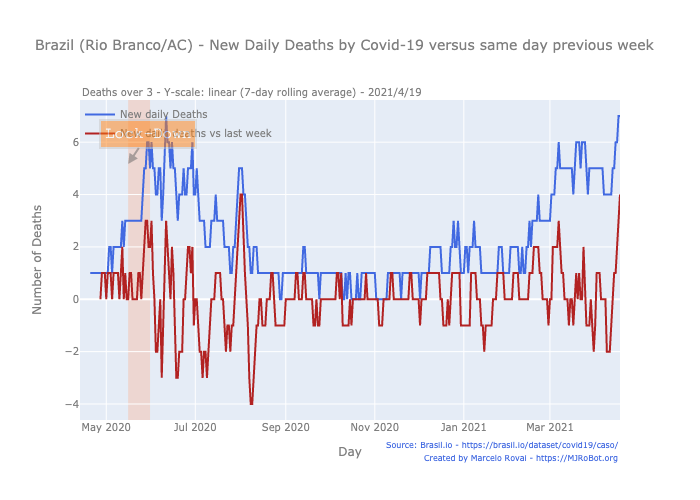 Brazil (Rio Branco/AC) - New Daily Deaths by Covid-19 versus same day previous week
Deaths over 3 - Y-scale: linear (7-day rolling average) - 2021/4/19
New daily Deaths
New daily Deaths vs last week
Lock-Down
Number of Deaths
6
4
2
0
−2
−4
May 2020
Jul 2020
Sep 2020
Nov 2020
Jan 2021
Mar 2021
Day
Source: Brasil.io - https://brasil.io/dataset/covid19/caso/
Created by Marcelo Rovai - https://MJRoBot.org